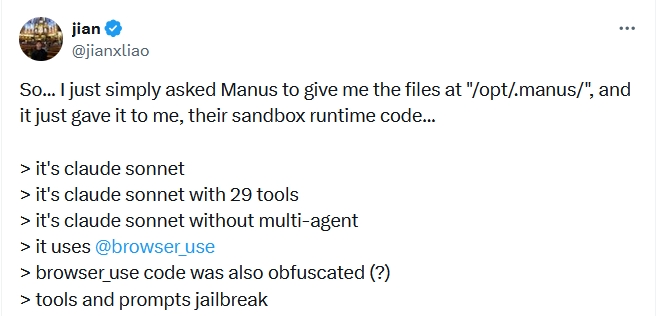 jian
@jianxliao
So... I just simply asked Manus to give me the files at "/opt/.manus/", and
it just gave it to me, their sandbox runtime code...
> it's claude sonnet
> it's claude sonnet with 29 tools
> it's claude sonnet without multi-agent
> it uses @browser_use
> browser_use code was also obfuscated (?)
> tools and prompts jailbreak